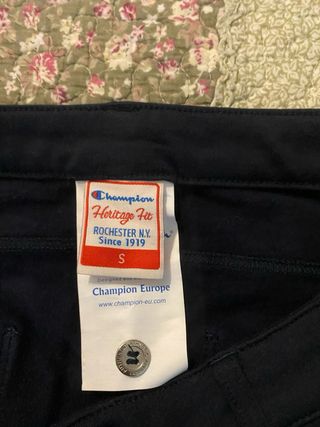 Champion
Heritage Fit
ROCHESTER N.Y.
Since 1919
S
Champion Europe
www.champion-eu.com